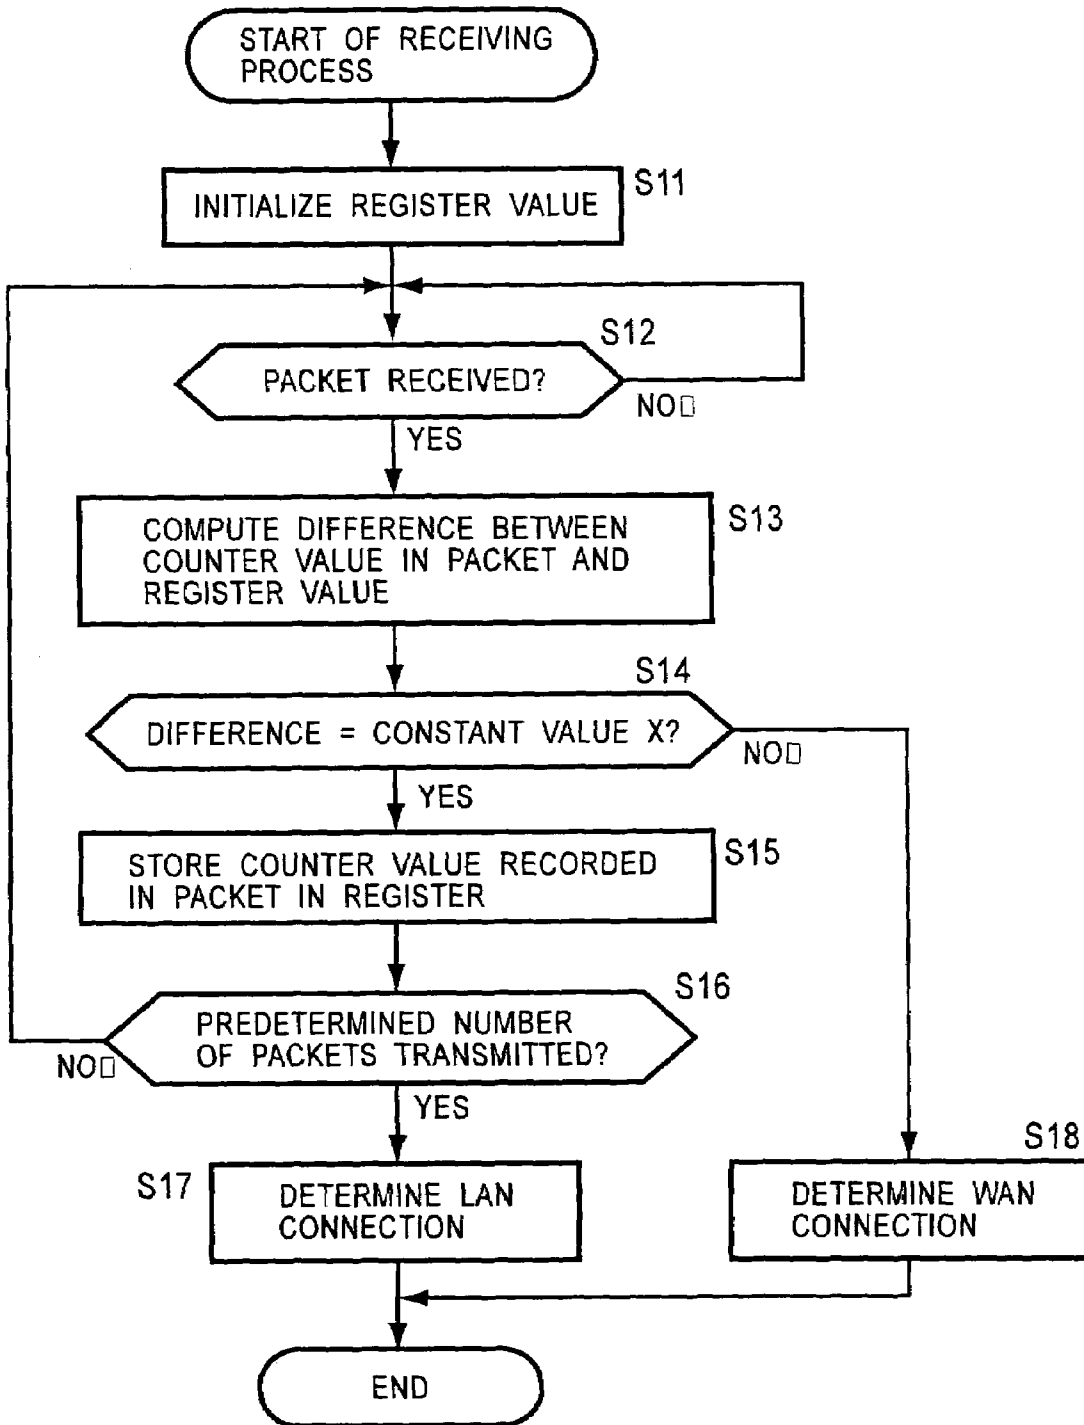 START OF RECEIVING
PROCESS
S11
INITIALIZE REGISTER VALUE
S12
PACKET RECEIVED?
NO
YES
S13
COMPUTE DIFFERENCE BETWEEN
COUNTER VALUE IN PACKET AND
REGISTER VALUE
S14
DIFFERENCE = CONSTANT VALUE X?
NO
YES
S15
STORE COUNTER VALUE RECORDED
IN PACKET IN REGISTER
S16
PREDETERMINED NUMBER
OF PACKETS TRANSMITTED?
NO
YES
S17
DETERMINE LAN
CONNECTION
S18
DETERMINE WAN
CONNECTION
END